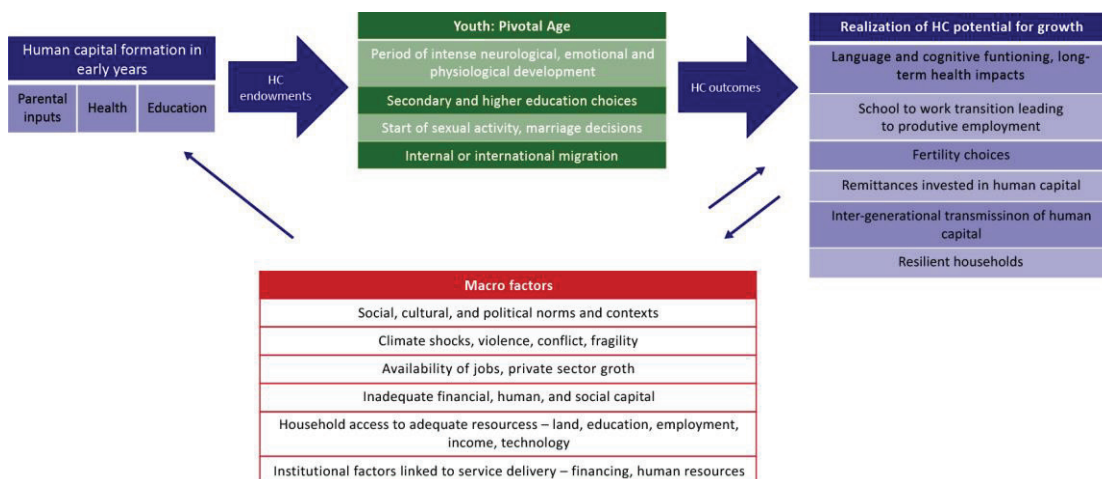 Human capital formation in
early years
Parental
inputs
Health
Education
HC
endowments
Youth: Pivotal Age
Period of intense neurological, emotional and
physiological development
Secondary and higher education choices
Start of sexual activity, marriage decisions
Internal or international migration
HC outcomes
Realization of HC potential for growth
Language and cognitive funtioning, long-
term health impacts
School to work transition leading
to produtive employment
Fertility choices
Remittances invested in human capital
Inter-generational transmissinon of human
capital
Resilient households
Macro factors
Social, cultural, and political norms and contexts
Climate shocks, violence, conflict, fragility
Availability of jobs, private sector groth
Inadequate financial, human, and social capital
Household access to adequate resourcess – land, education, employment,
income, technology
Institutional factors linked to service delivery – financing, human resources